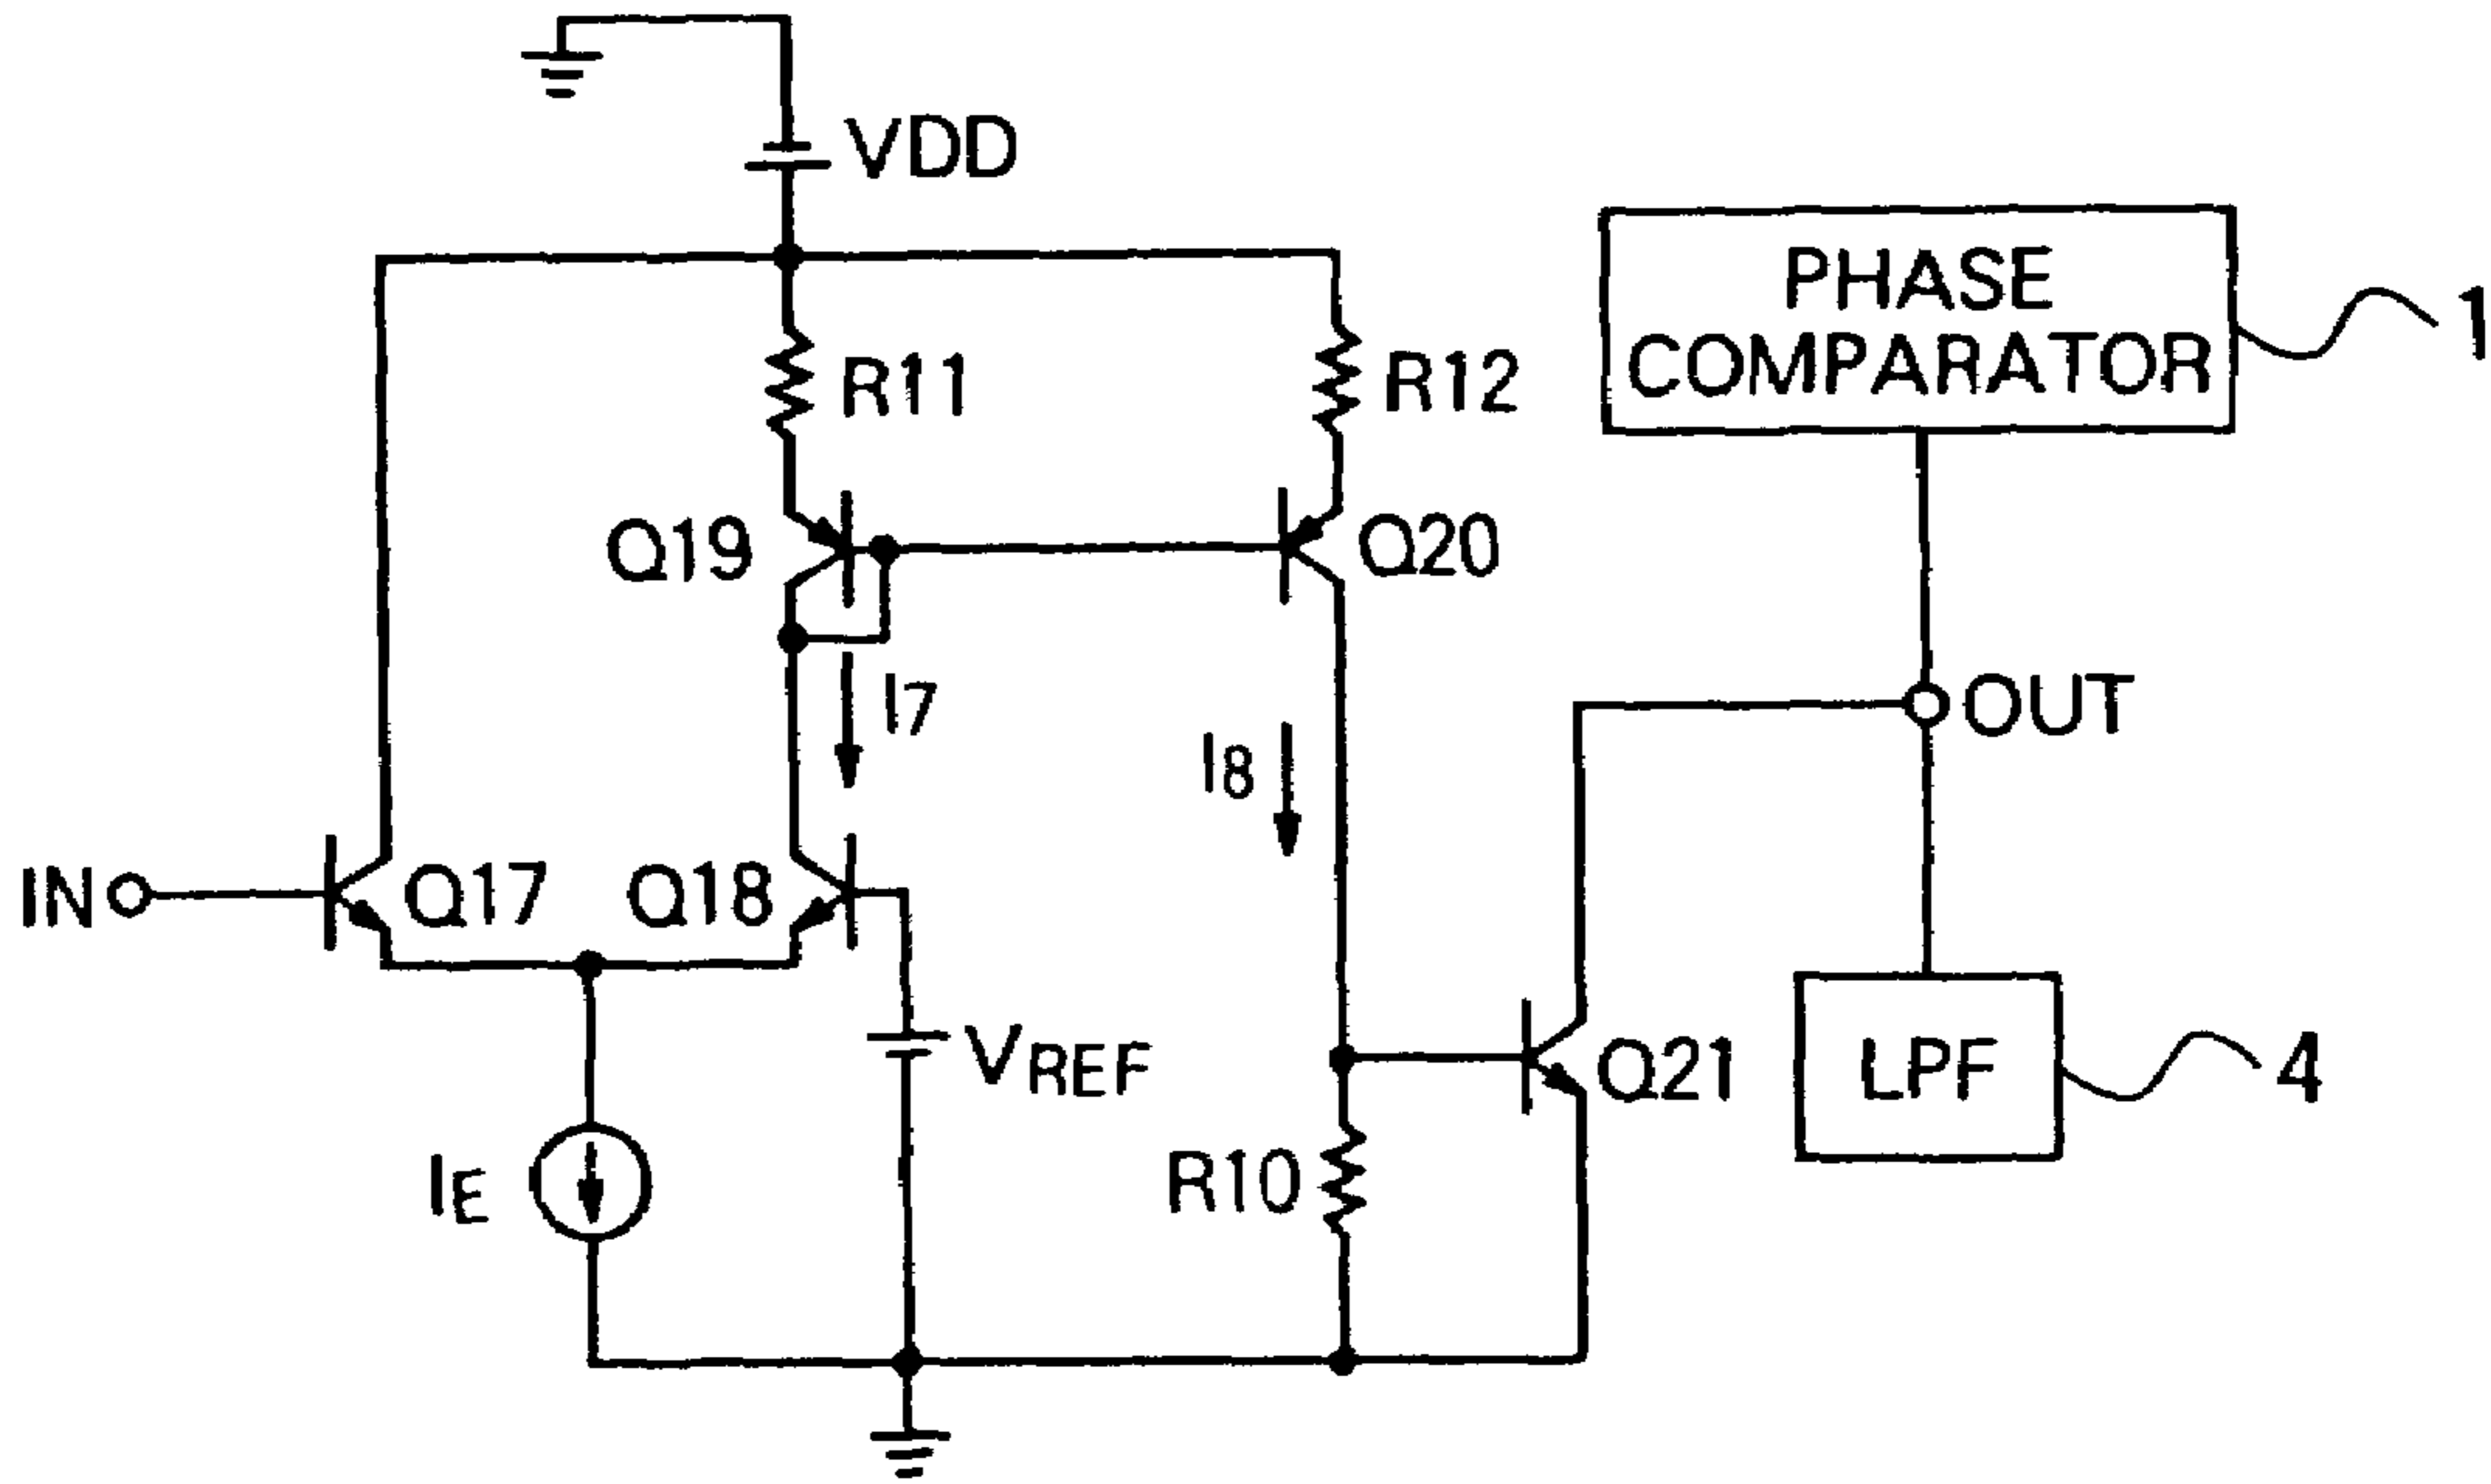 VDD
PHASE
COMPARATOR
1
R11
R12
Q19
Q20
I7
OUT
I8
IN
Q17
Q18
VREF
Q21
LPF
4
IE
R10